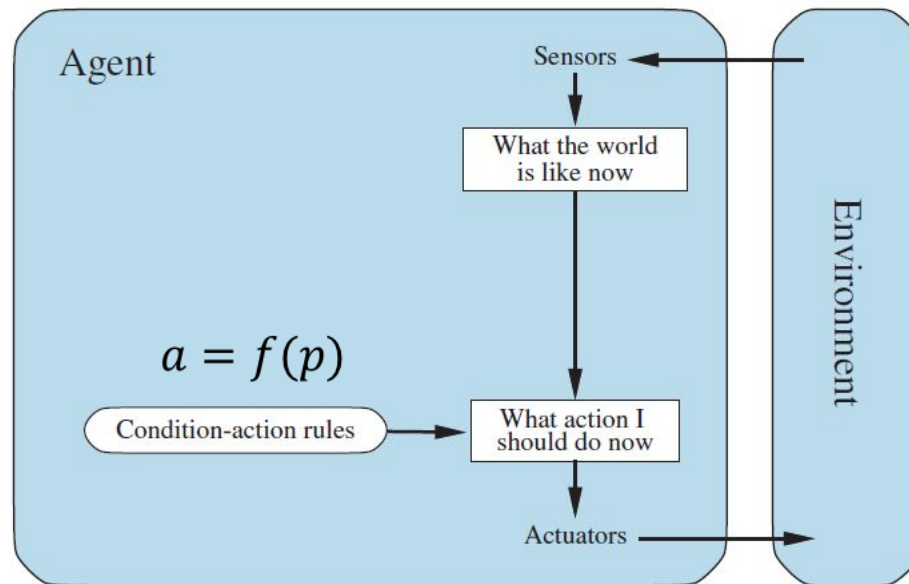 Agent
Sensors
What the world
is like now
Environment
a = f(p)
Condition-action rules
What action I
should do now
Actuators